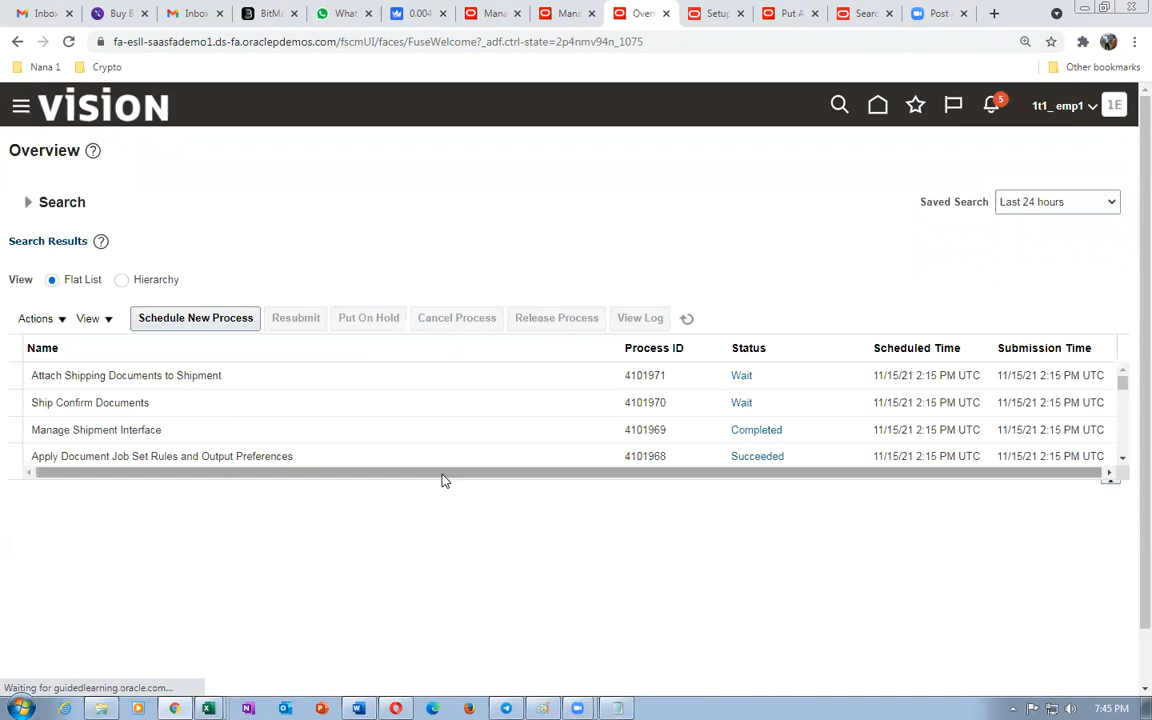 Inbox
Buy B
Inbox
BitMa
What
0.004
Mana
Mana
Over
Setup
Put A
Searc
Post
fa-esll-saasfademo1.ds-fa.oraclepdemos.com/fscmUI/faces/FuseWelcome?_adf.ctrl-state=2p4nmv94n_1075
Nana 1 Crypto Other bookmarks
VISION 5 1t1_ emp1 1E
Overview ?
Search Saved Search Last 24 hours
Search Results ?
View Flat List Hierarchy
Actions View Schedule New Process Resubmit Put On Hold Cancel Process Release Process View Log
Name Process ID Status Scheduled Time Submission Time
Attach Shipping Documents to Shipment 4101971 Wait 11/15/21 2:15 PM UTC 11/15/21 2:15 PM UTC
Ship Confirm Documents 4101970 Wait 11/15/21 2:15 PM UTC 11/15/21 2:15 PM UTC
Manage Shipment Interface 4101969 Completed 11/15/21 2:15 PM UTC 11/15/21 2:15 PM UTC
Apply Document Job Set Rules and Output Preferences 4101968 Succeeded 11/15/21 2:15 PM UTC 11/15/21 2:15 PM UTC
Waiting for guidedlearning.oracle.com...
7:45 PM